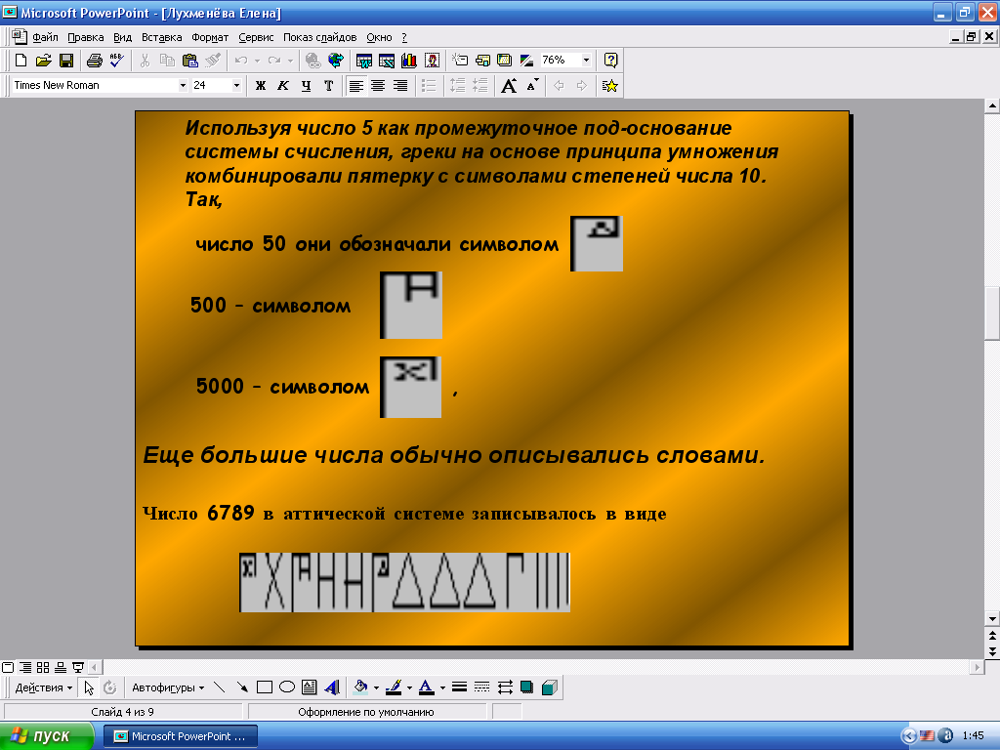 Microsoft PowerPoint - [Лухменёва Елена]
Файл Правка Вид Вставка Формат Сервис Показ слайдов Окно ?
76%
Times New Roman 24 Ж К Ч Т
Используя число 5 как промежуточное под-основание
системы счисления, греки на основе принципа умножения
комбинировали пятерку с символами степеней числа 10.
Так,
число 50 они обозначали символом
500 - символом
5000 - символом ,
Еще большие числа обычно описывались словами.
Число 6789 в аттической системе записывалось в виде
Действия Автофигуры
Слайд 4 из 9 Оформление по умолчанию
пуск Microsoft PowerPoint ... 1:45